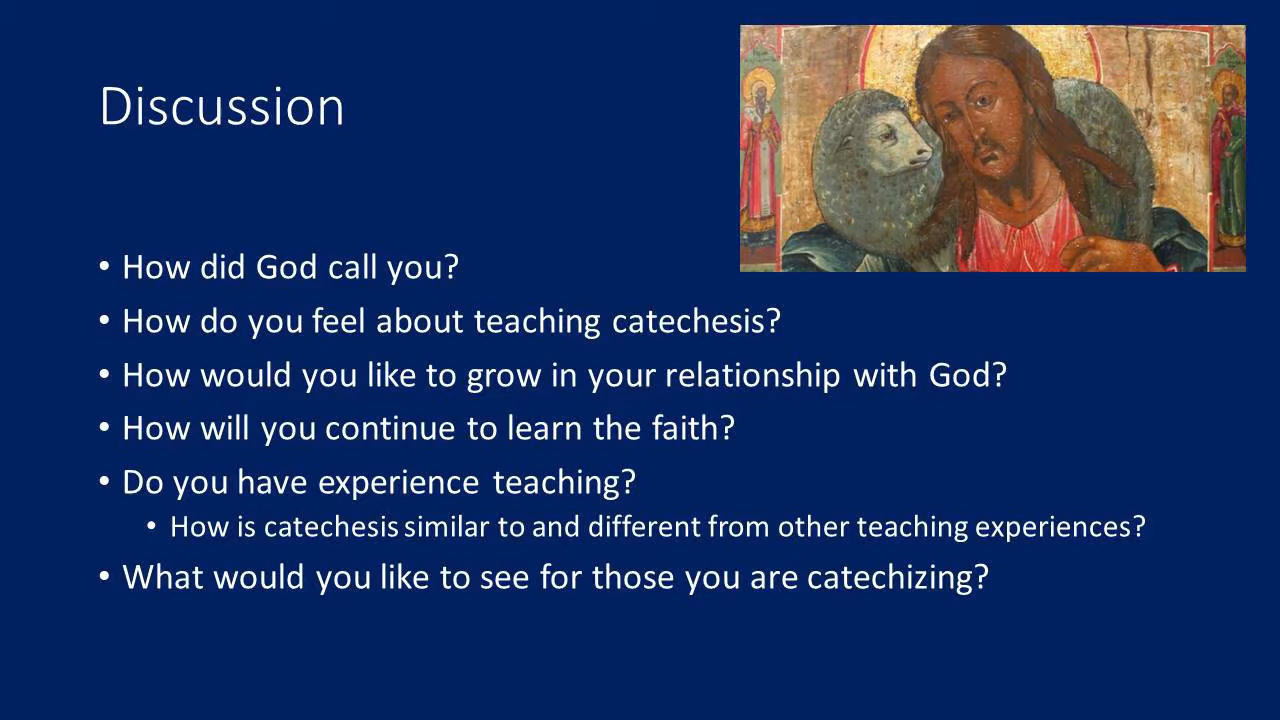 Discussion
• How did God call you?
• How do you feel about teaching catechesis?
• How would you like to grow in your relationship with God?
• How will you continue to learn the faith?
• Do you have experience teaching?
• How is catechesis similar to and different from other teaching experiences?
• What would you like to see for those you are catechizing?